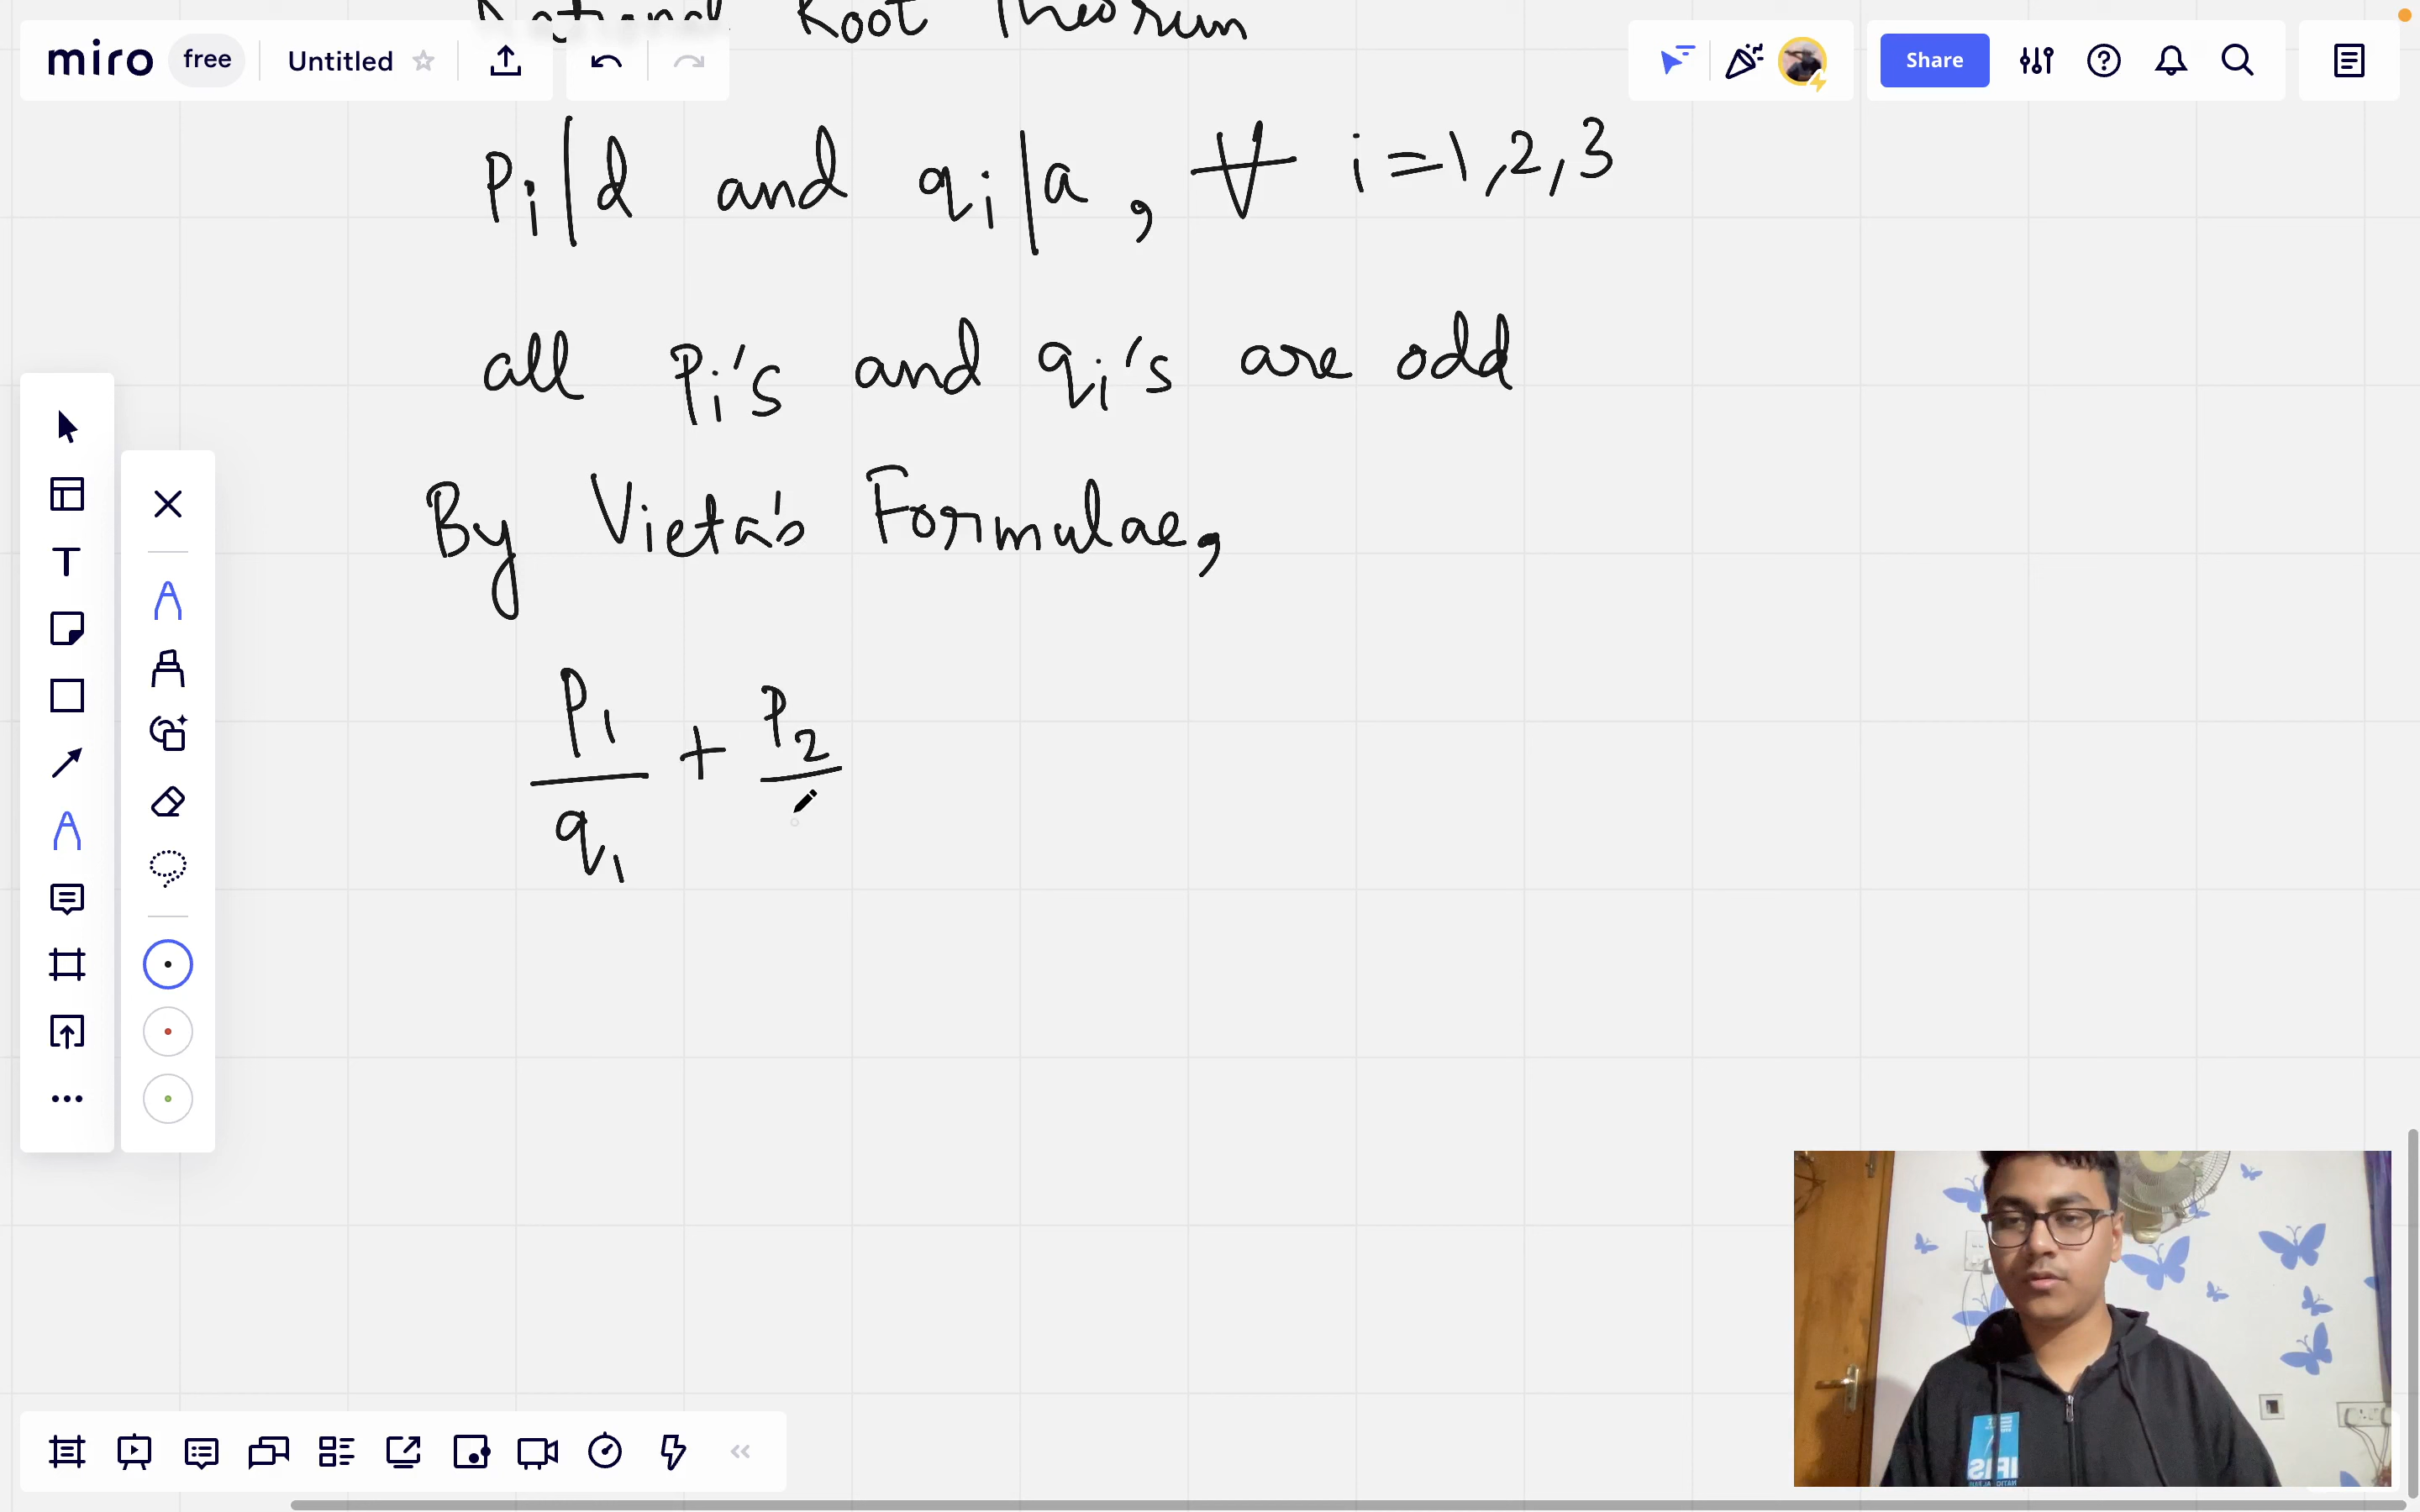 Rational Root Theorem
miro free Untitled
Share
Pi|d and qi|a, ∀ i=1,2,3
all Pi's and qi's are odd
By Vieta's Formulae,
P1/q1 + P2/